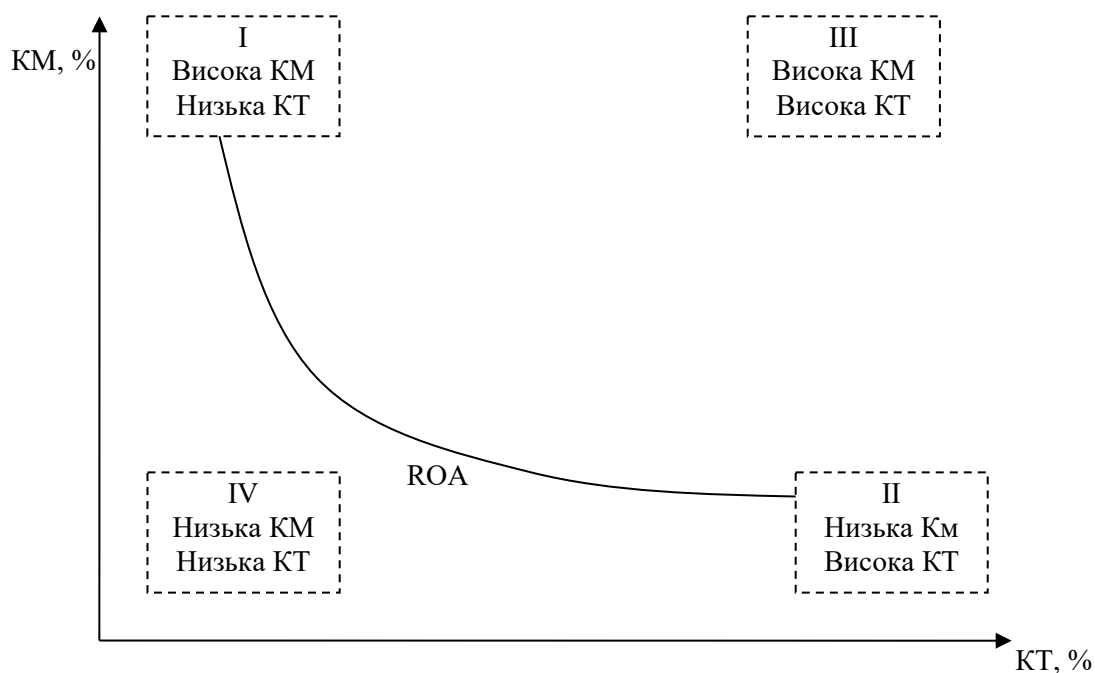 КМ, %
I
Висока КМ
Низька КТ
III
Висока КМ
Висока КТ
ROA
IV
Низька КМ
Низька КТ
II
Низька Км
Висока КТ
КТ, %